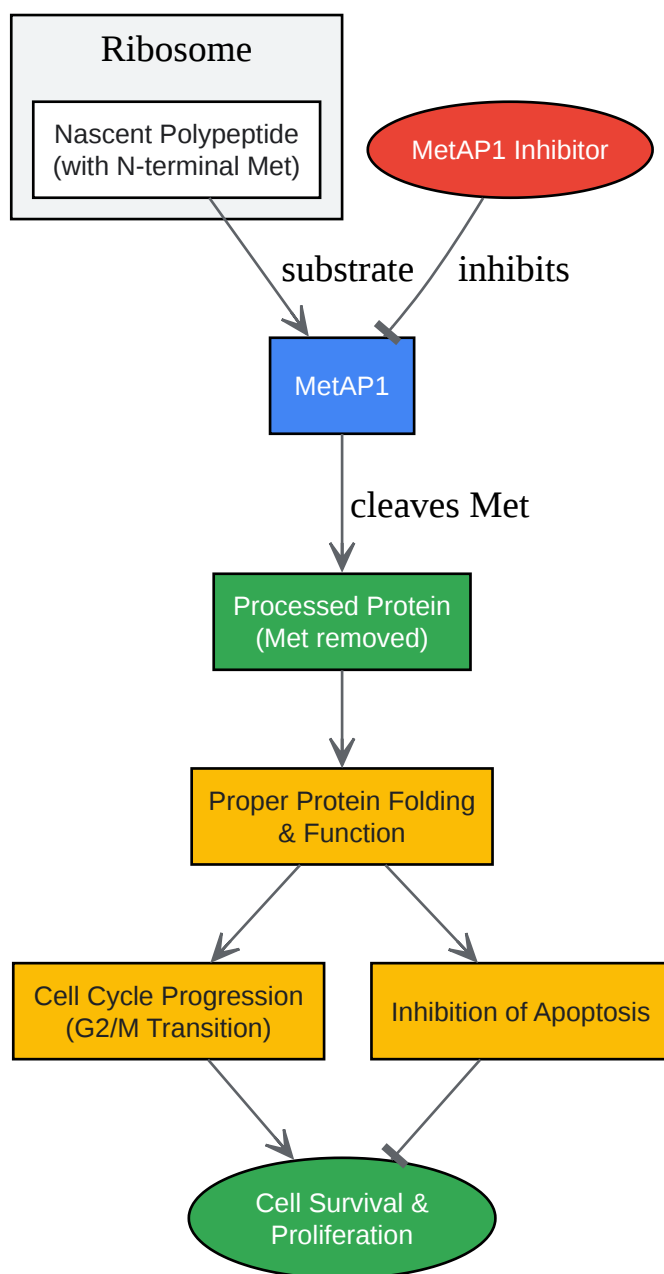 Ribosome
Nascent Polypeptide
(with N-terminal Met)
MetAP1 Inhibitor
substrate
inhibits
MetAP1
cleaves Met
Processed Protein
(Met removed)
Proper Protein Folding
& Function
Cell Cycle Progression
(G2/M Transition)
Inhibition of Apoptosis
Cell Survival &
Proliferation